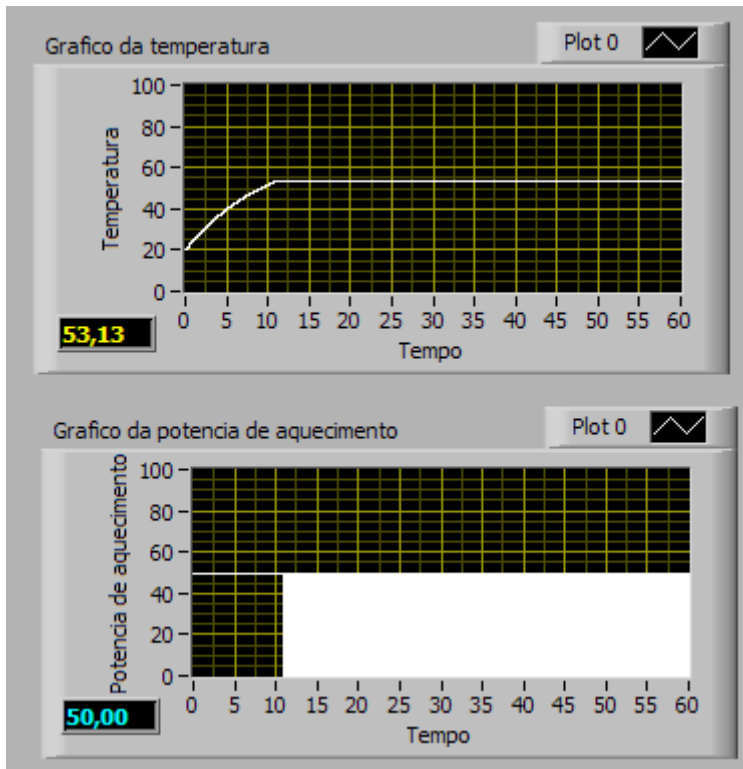 Grafico da temperatura
Plot 0
Temperatura
100
80
60
40
20
0
0 5 10 15 20 25 30 35 40 45 50 55 60
Tempo
53,13
Grafico da potencia de aquecimento
Plot 0
Potencia de aquecimento
100
80
60
40
20
0
0 5 10 15 20 25 30 35 40 45 50 55 60
Tempo
50,00